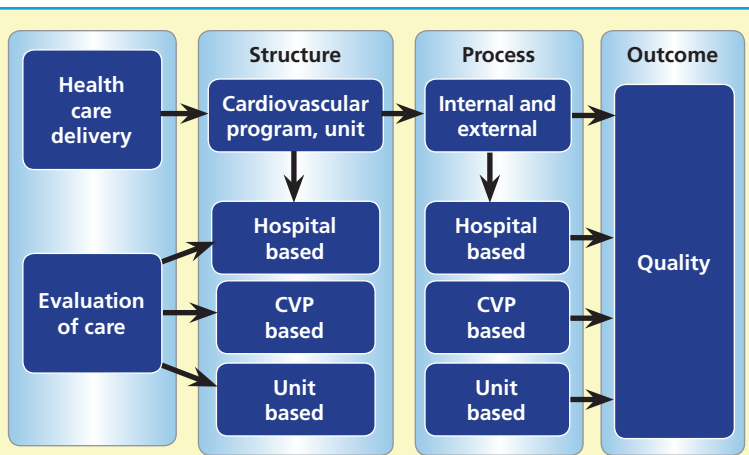 Structure
Process
Outcome
Health
care
delivery
Cardiovascular
program, unit
Internal and
external
Evaluation
of care
Hospital
based
CVP
based
Unit
based
Hospital
based
CVP
based
Unit
based
Quality